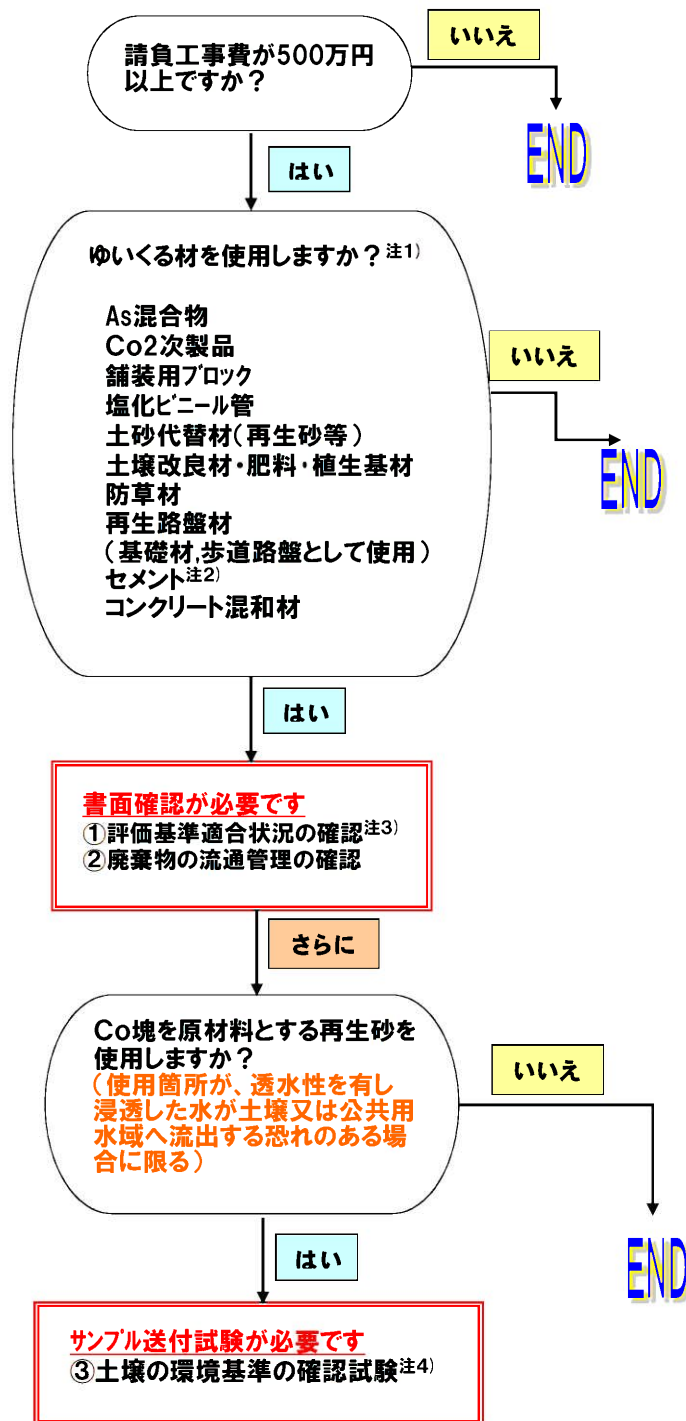 請負工事費が500万円
以上ですか？
いいえ
END
はい
ゆいくる材を使用しますか？注1)
As混合物
Co2次製品
舗装用ブロック
塩化ビニール管
土砂代替材（再生砂等）
土壌改良材・肥料・植生基材
防草材
再生路盤材
（基礎材,歩道路盤として使用）
セメント注2)
コンクリート混和材
いいえ
END
はい
書面確認が必要です
①評価基準適合状況の確認注3)
②廃棄物の流通管理の確認
さらに
Co塊を原材料とする再生砂を
使用しますか？
（使用箇所が、透水性を有し
浸透した水が土壌又は公共用
水域へ流出する恐れのある場
合に限る）
いいえ
END
はい
サンプル送付試験が必要です
③土壌の環境基準の確認試験注4)